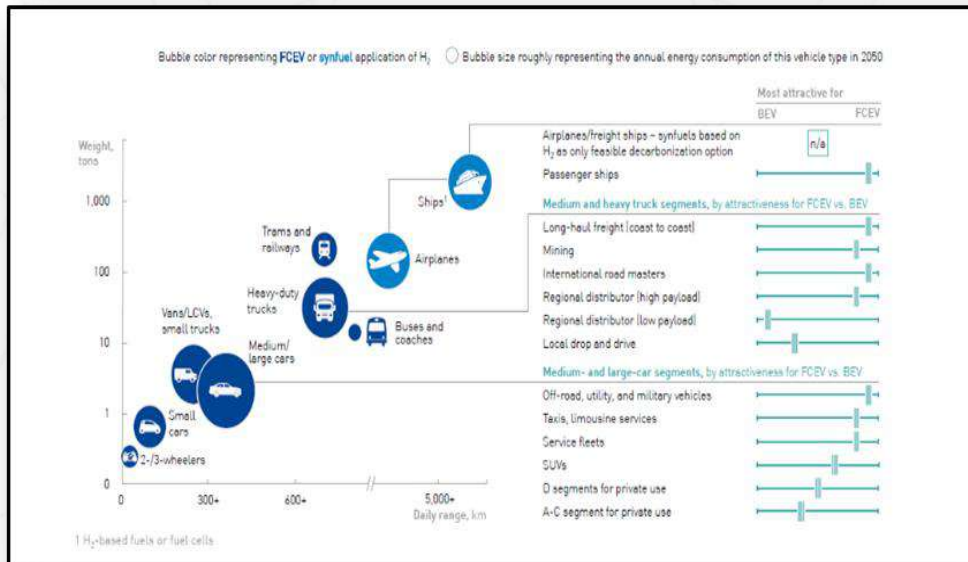 Bubble color representing FCEV or synfuel application of H₂
Bubble size roughly representing the annual energy consumption of this vehicle type in 2050
Most attractive for
BEV
FCEV
Weight,
tons
1,000
100
10
1
0
0
300+
600+
5,000+
Daily range, km
Ships¹
Airplanes
Trams and
railways
Heavy-duty
trucks
Buses and
coaches
Vans/LCVs,
small trucks
Medium/
large cars
Small
cars
2-/3-wheelers
Airplanes/freight ships – synfuels based on
H₂ as only feasible decarbonization option
n/a
Passenger ships
Medium and heavy truck segments, by attractiveness for FCEV vs. BEV
Long-haul freight (coast to coast)
Mining
International road masters
Regional distributor (high payload)
Regional distributor (low payload)
Local drop and drive
Medium- and large-car segments, by attractiveness for FCEV vs. BEV
Off-road, utility, and military vehicles
Taxis, limousine services
Service fleets
SUVs
D segments for private use
A-C segment for private use
1 H₂-based fuels or fuel cells